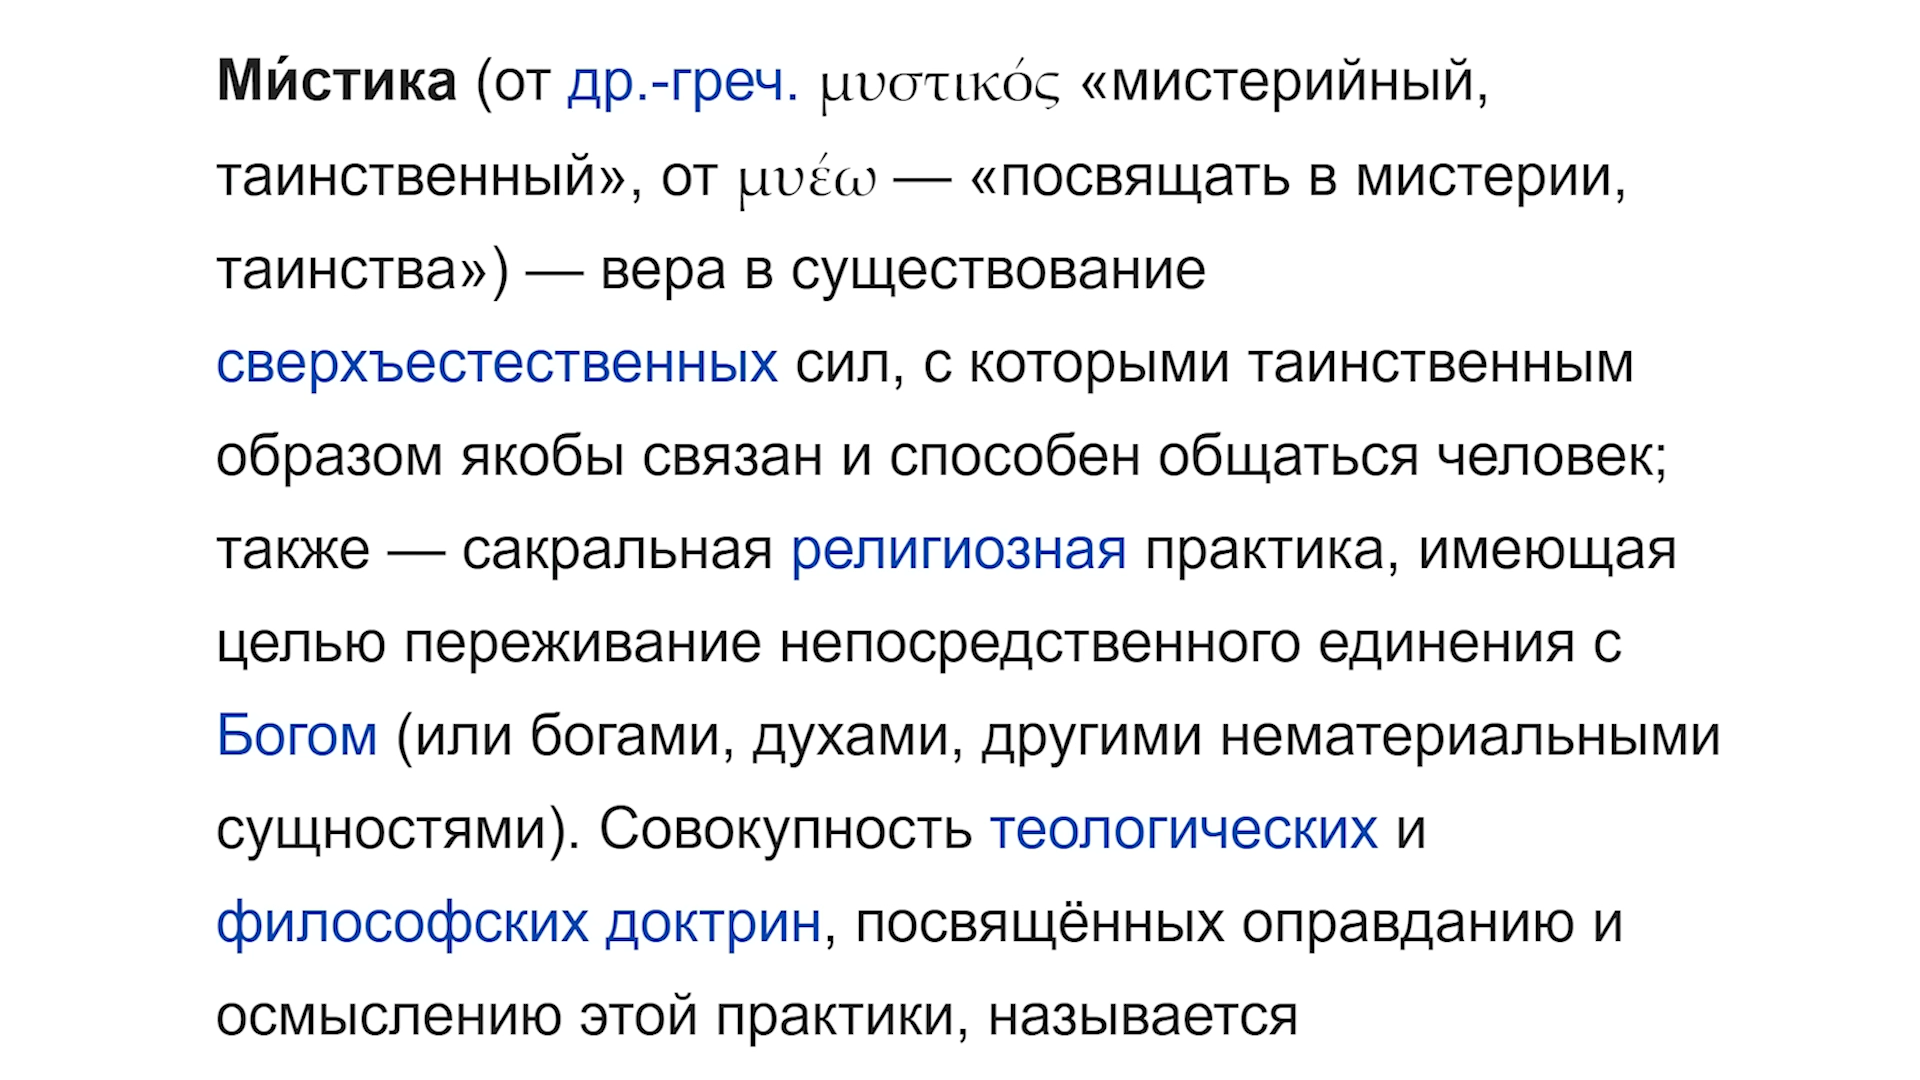 Ми́стика (от др.-греч. μυστικός «мистерийный,
таинственный», от μυέω — «посвящать в мистерии,
таинства») — вера в существование
сверхъестественных сил, с которыми таинственным
образом якобы связан и способен общаться человек;
также — сакральная религиозная практика, имеющая
целью переживание непосредственного единения с
Богом (или богами, духами, другими нематериальными
сущностями). Совокупность теологических и
философских доктрин, посвящённых оправданию и
осмыслению этой практики, называется